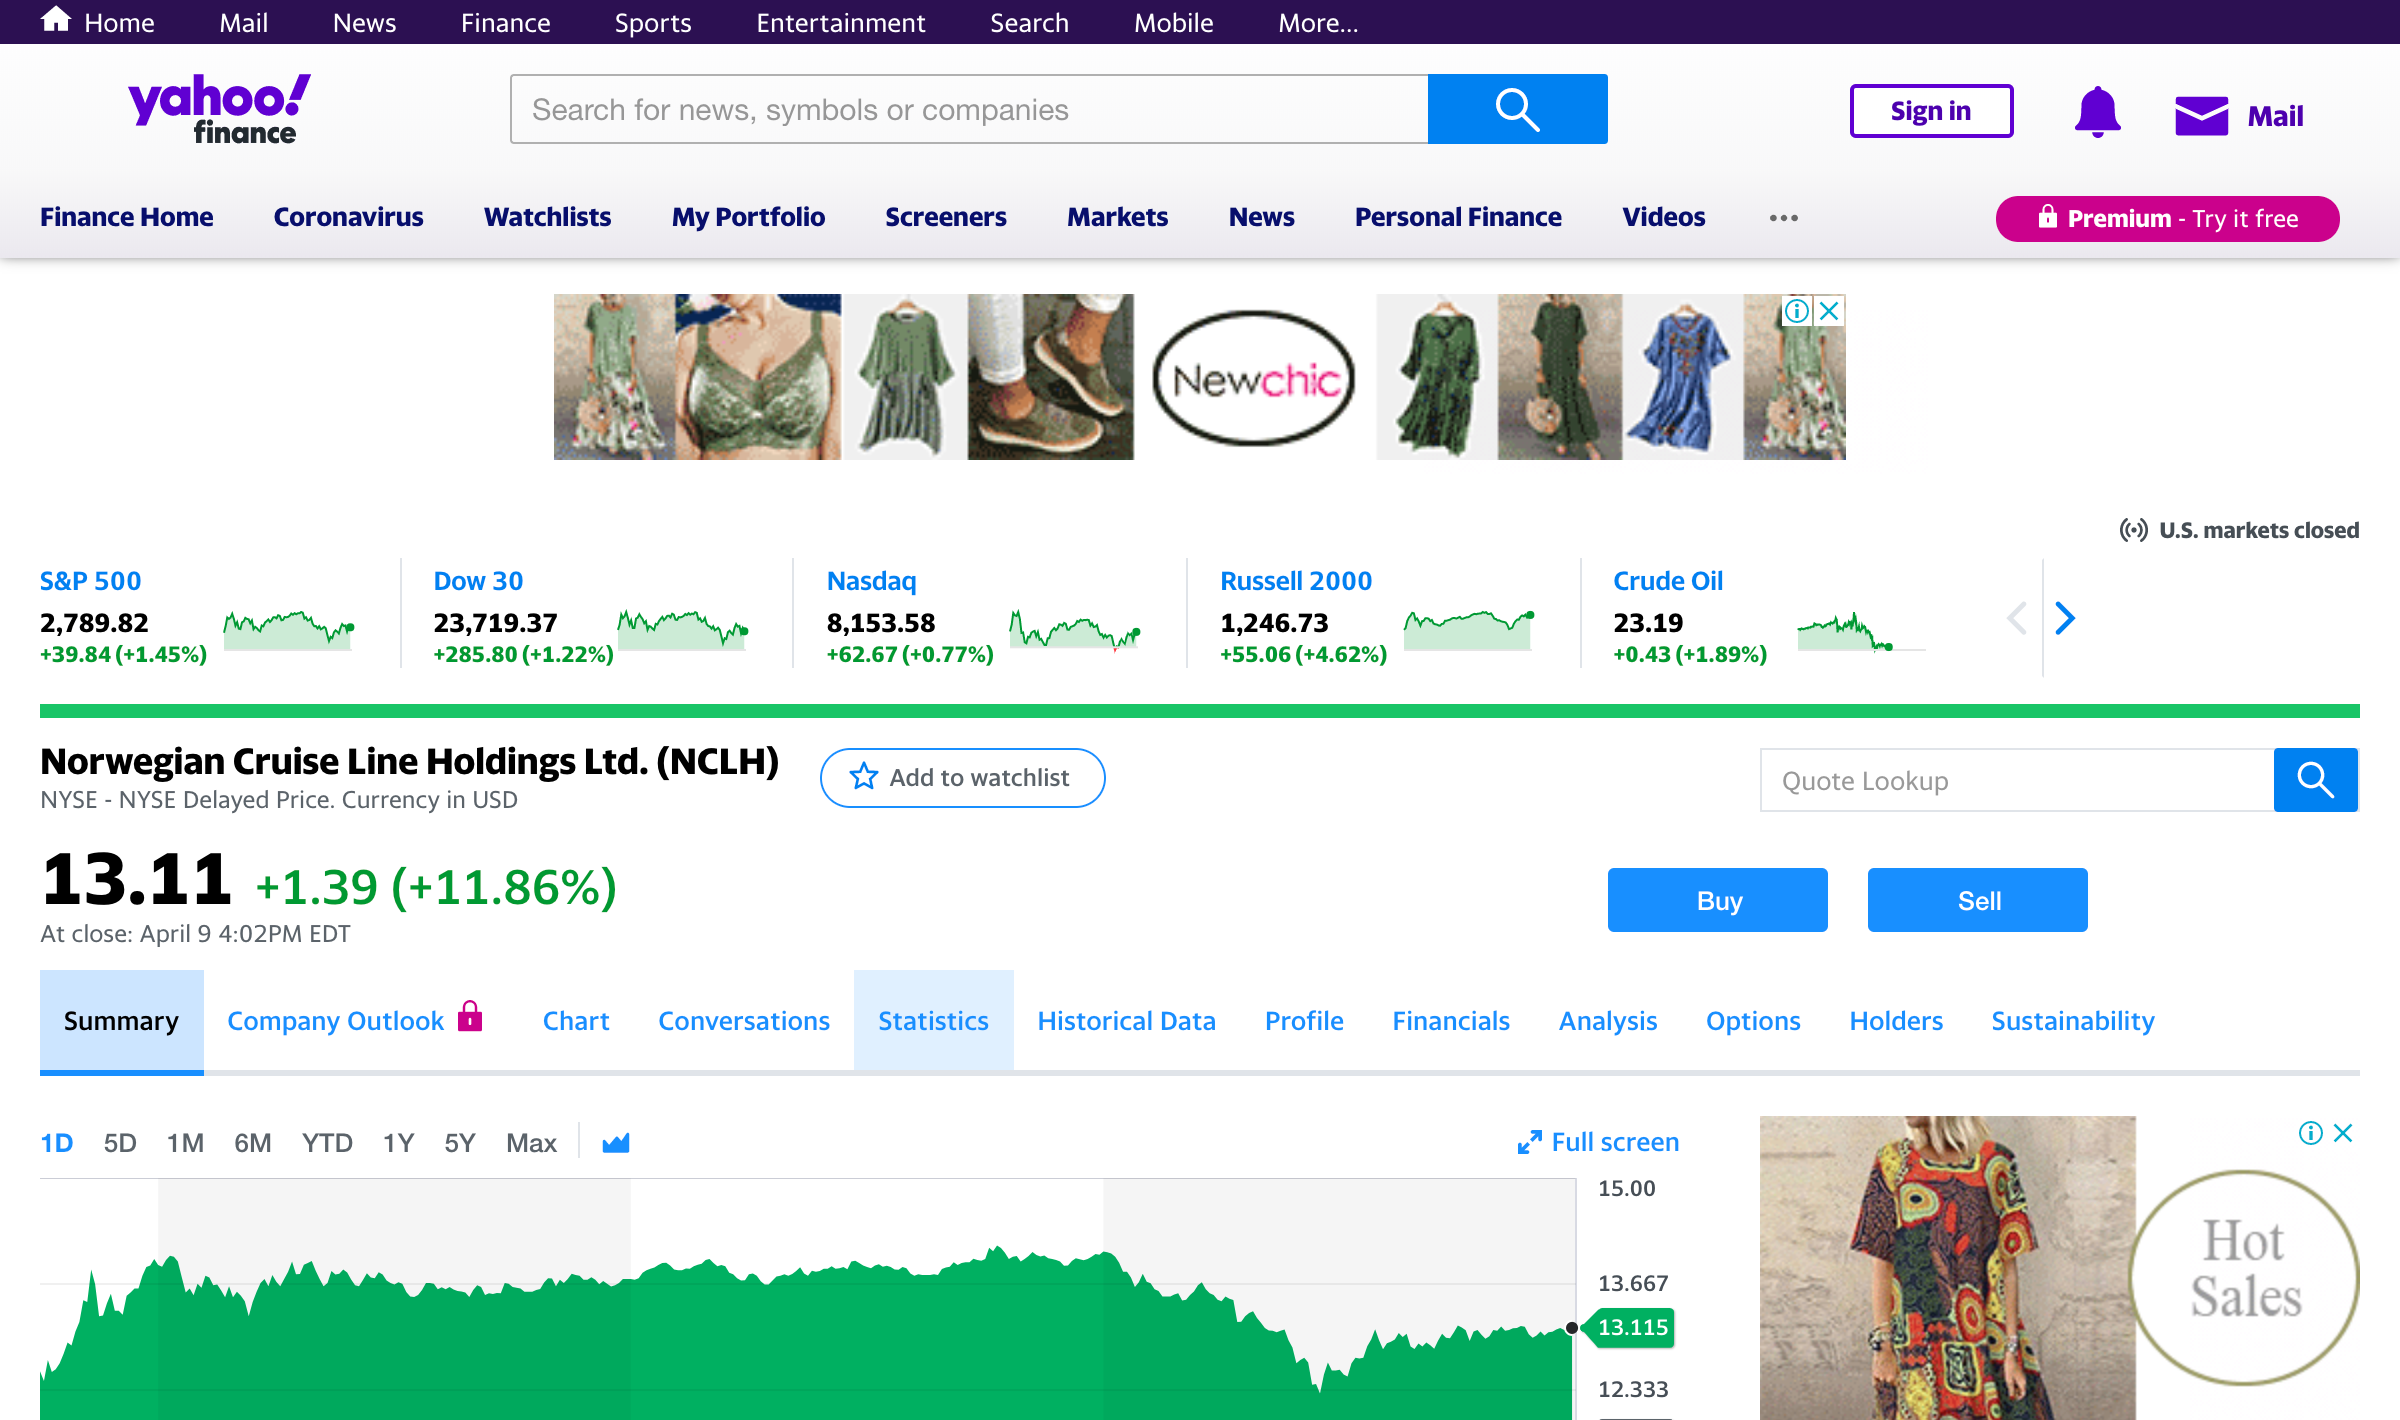 Home Mail News Finance Sports Entertainment Search Mobile More...
yahoo!
finance
Search for news, symbols or companies
Sign in
Mail
Finance Home Coronavirus Watchlists My Portfolio Screeners Markets News Personal Finance Videos
Premium - Try it free
Newchic
U.S. markets closed
S&P 500
2,789.82
+39.84 (+1.45%)
Dow 30
23,719.37
+285.80 (+1.22%)
Nasdaq
8,153.58
+62.67 (+0.77%)
Russell 2000
1,246.73
+55.06 (+4.62%)
Crude Oil
23.19
+0.43 (+1.89%)
Norwegian Cruise Line Holdings Ltd. (NCLH)
NYSE - NYSE Delayed Price. Currency in USD
Add to watchlist
Quote Lookup
13.11 +1.39 (+11.86%)
At close: April 9 4:02PM EDT
Buy
Sell
Summary Company Outlook Chart Conversations Statistics Historical Data Profile Financials Analysis Options Holders Sustainability
1D 5D 1M 6M YTD 1Y 5Y Max
Full screen
15.00
13.667
13.115
12.333
Hot
Sales